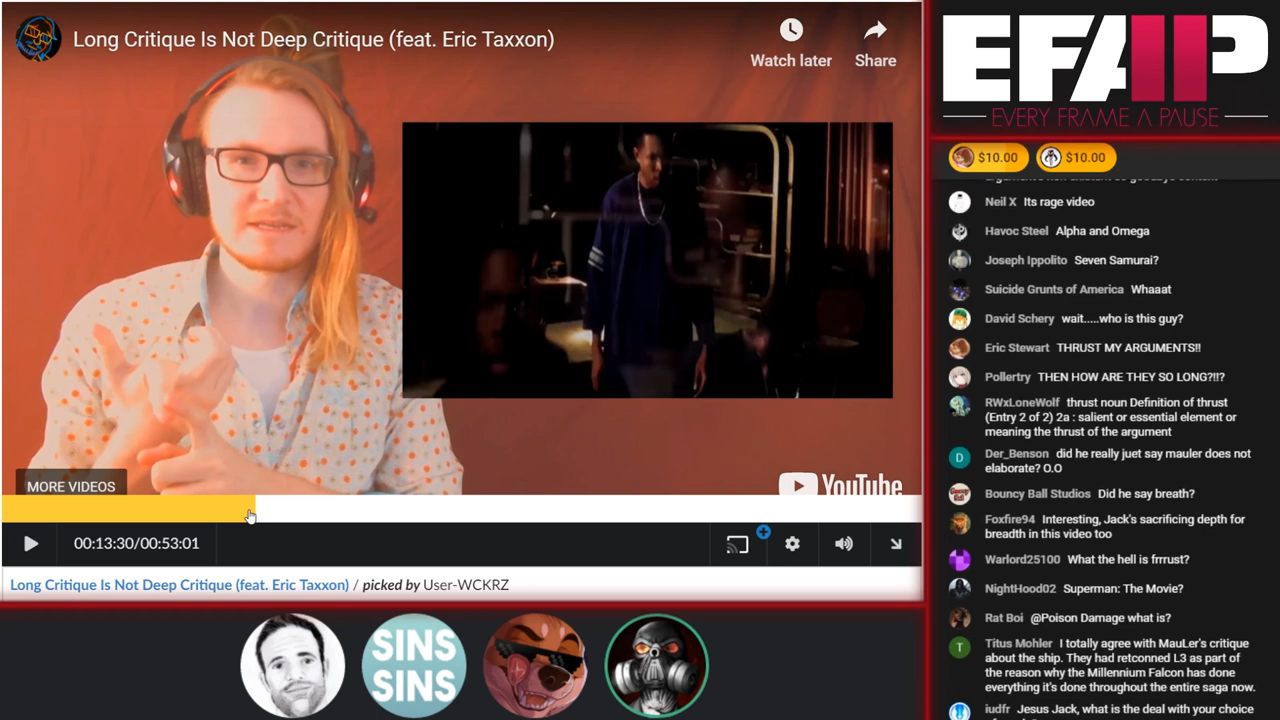 Long Critique Is Not Deep Critique (feat. Eric Taxxon)
Watch later
Share
MORE VIDEOS
YouTube
00:13:30/00:53:01
Long Critique Is Not Deep Critique (feat. Eric Taxxon) / picked by User-WCKRZ
SINS
SINS
EFAP
EVERY FRAME A PAUSE
$10.00
$10.00
Neil X Its rage video
Havoc Steel Alpha and Omega
Joseph Ippolito Seven Samurai?
Suicide Grunts of America Whaaat
David Schery wait.....who is this guy?
Eric Stewart THRUST MY ARGUMENTS!!
Pollertry THEN HOW ARE THEY SO LONG?!!?
RWxLoneWolf thrust noun Definition of thrust
(Entry 2 of 2) 2a : salient or essential element or
meaning the thrust of the argument
Der_Benson did he really juet say mauler does not
elaborate? O.O
Bouncy Ball Studios Did he say breath?
Foxfire94 Interesting, Jack's sacrificing depth for
breadth in this video too
Warlord25100 What the hell is frrrust?
NightHood02 Superman: The Movie?
Rat Boi @Poison Damage what is?
Titus Mohler I totally agree with MauLer's critique
about the ship. They had retconned L3 as part of
the reason why the Millennium Falcon has done
everything it's done throughout the entire saga now.
iudfr Jesus Jack, what is the deal with your choice